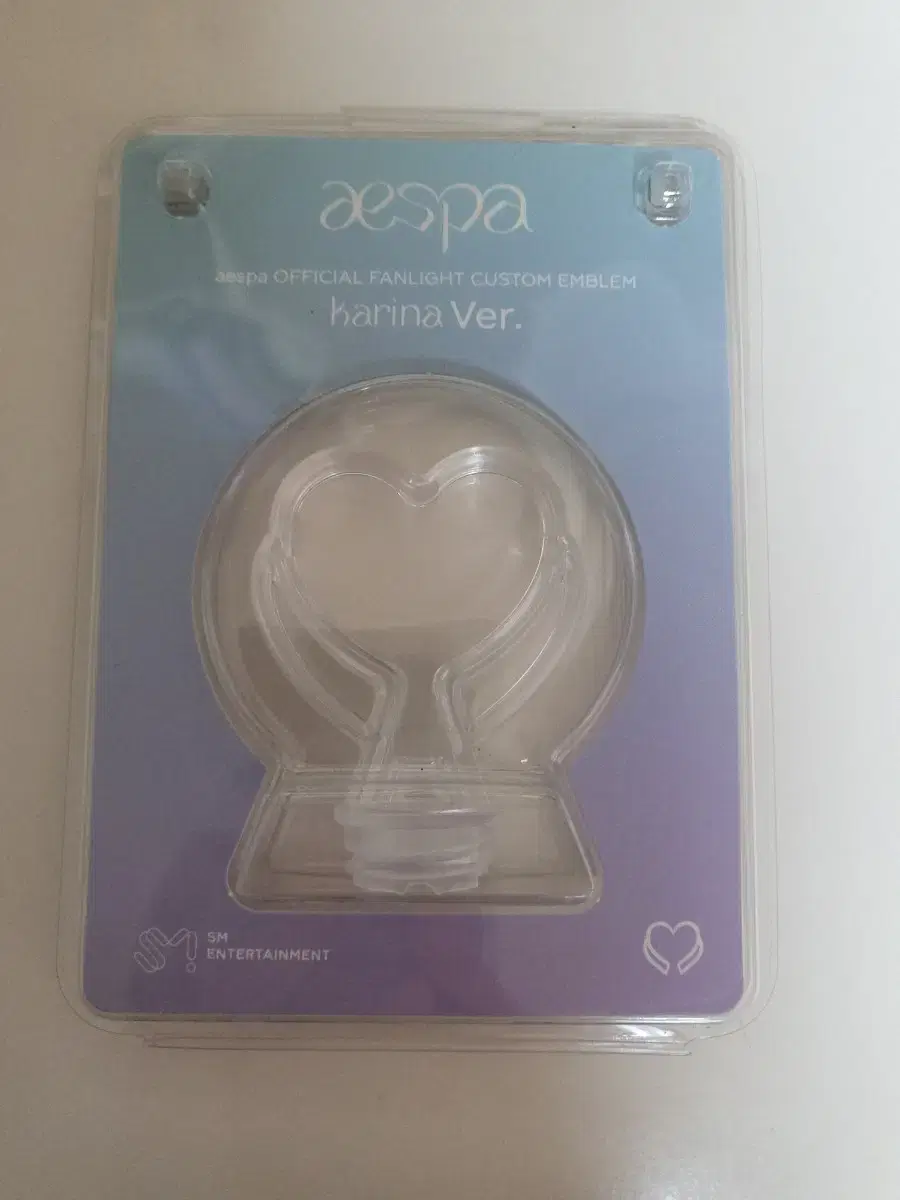 aespa
aespa OFFICIAL FANLIGHT CUSTOM EMBLEM
karina Ver.
SM
ENTERTAINMENT